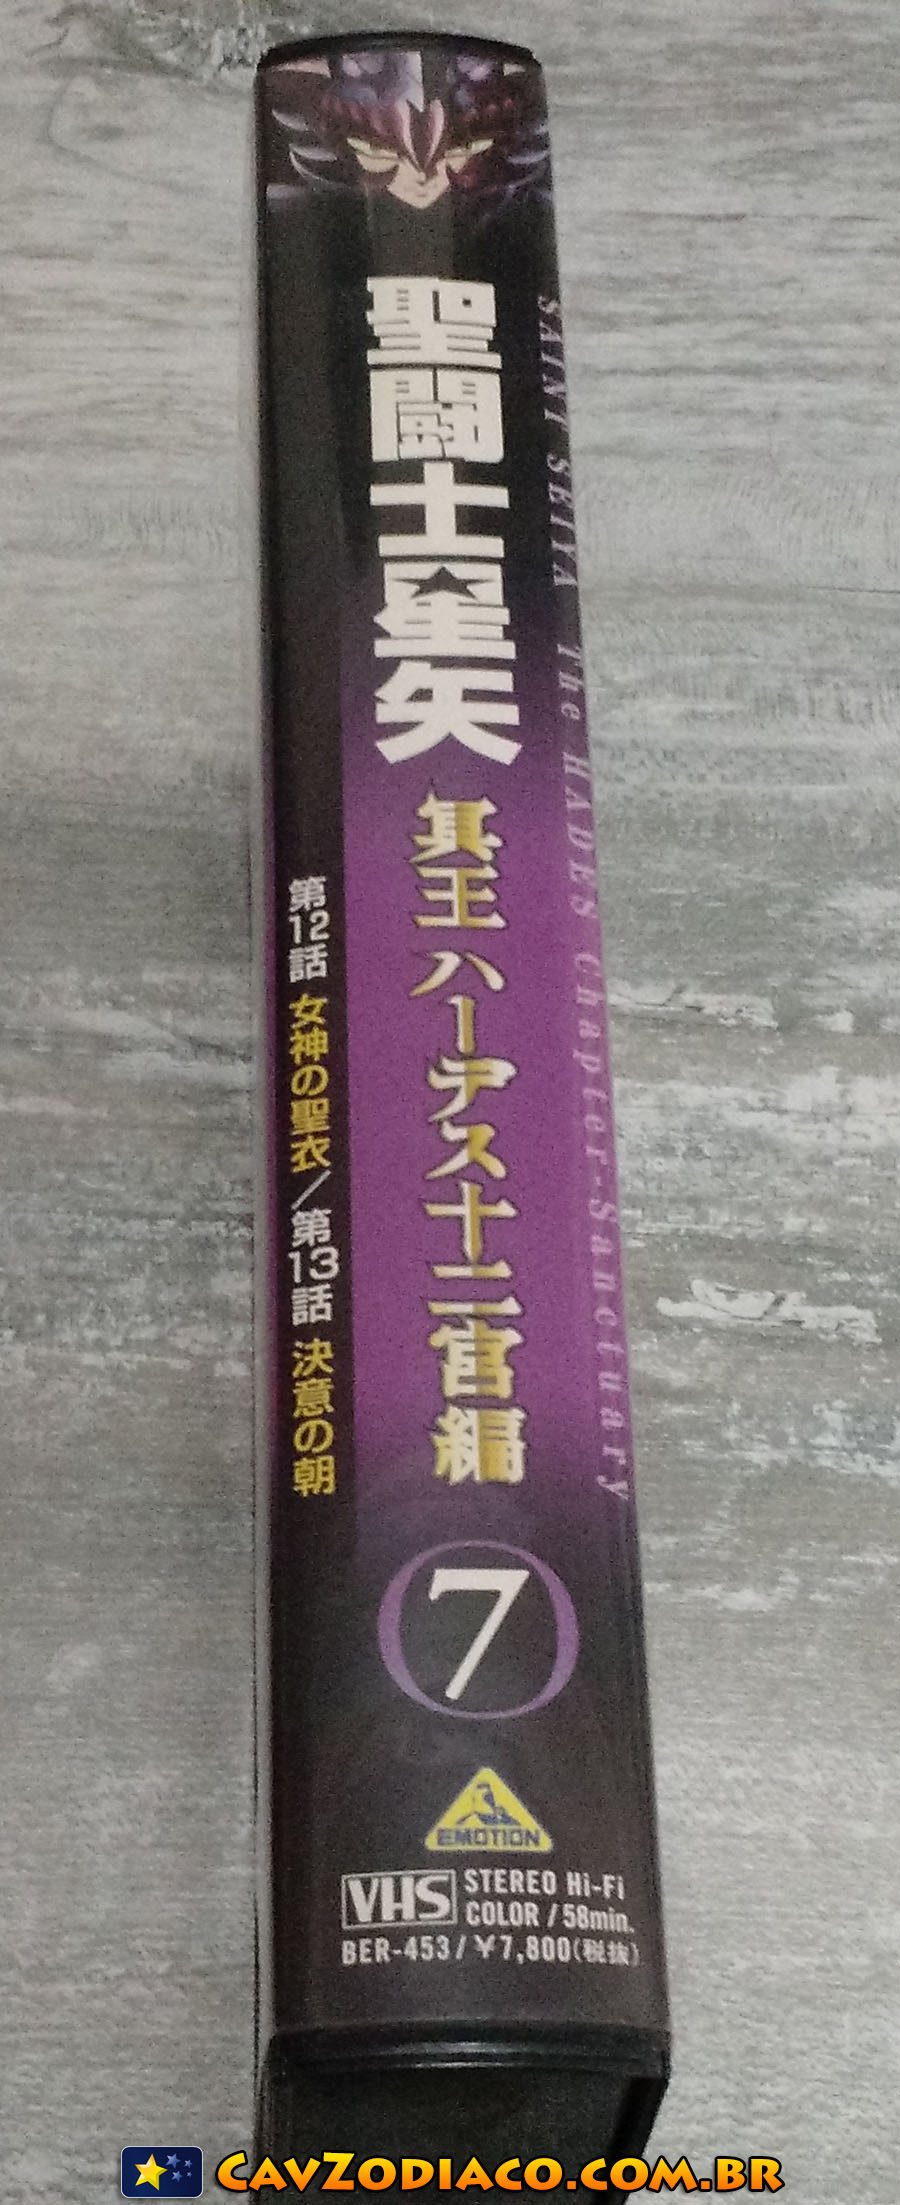 SAINT SEIYA The HADES Chapter-Sanctuary
聖闘士星矢
冥王 ハーデス十二宮編
第12話 女神の聖衣/第13話 決意の朝
7
EMOTION
VHS STEREO Hi-Fi
COLOR / 58min.
BER-453/¥7,800(税抜)
CAVZODIACO.COM.BR